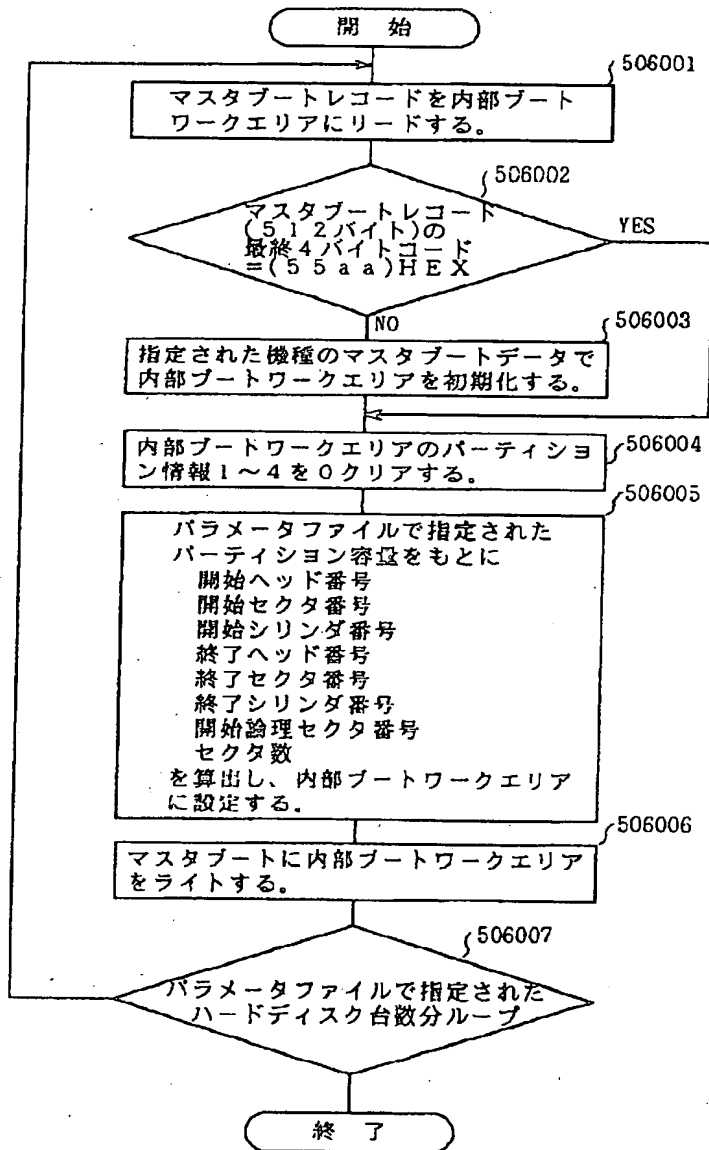 開始
506001
マスタブートレコードを内部ブート
ワークエリアにリードする。
506002
マスタブートレコード
(512バイト)の
最終4バイトコード
=(55aa)HEX
YES
NO
506003
指定された機種のマスタブートデータで
内部ブートワークエリアを初期化する。
506004
内部ブートワークエリアのパーティショ
ン情報1~4を0クリアする。
506005
パラメータファイルで指定された
パーティション容量をもとに
開始ヘッド番号
開始セクタ番号
開始シリンダ番号
終了ヘッド番号
終了セクタ番号
終了シリンダ番号
開始論理セクタ番号
セクタ数
を算出し、内部ブートワークエリア
に設定する。
506006
マスタブートに内部ブートワークエリア
をライトする。
506007
パラメータファイルで指定された
ハードディスク台数分ループ
終了